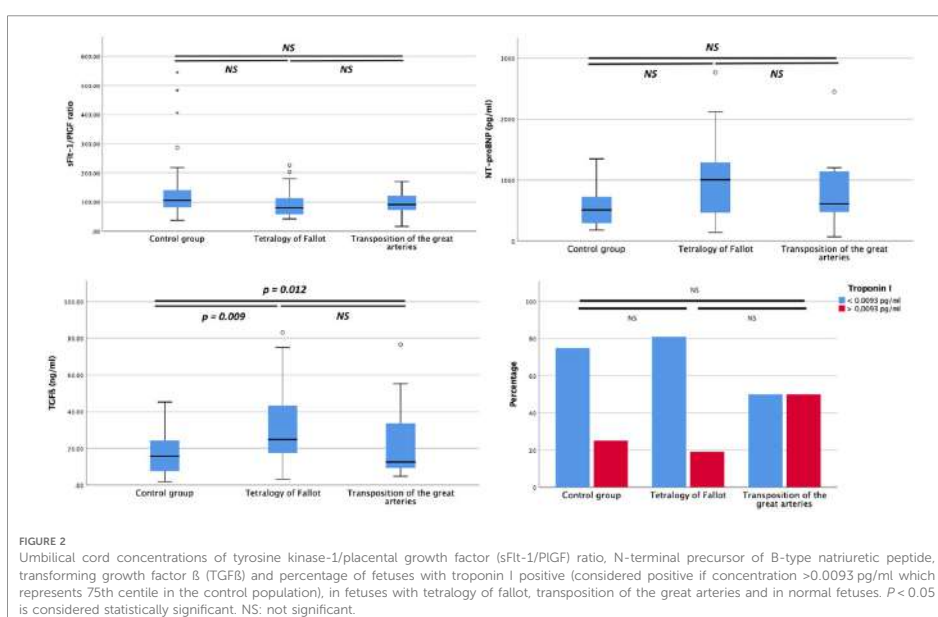 NS
NS NS
600.00
500.00
400.00
300.00
200.00
100.00
.00
sFlt-1/PlGF ratio
Control group Tetralogy of Fallot Transposition of the great
arteries
NS
NS NS
3000
2000
1000
0
NT-proBNP (pg/ml)
Control group Tetralogy of Fallot Transposition of the great
arteries
p = 0.012
p = 0.009 NS
100.00
80.00
60.00
40.00
20.00
.00
TGFß (ng/ml)
Control group Tetralogy of Fallot Transposition of the great
arteries
Troponin I
< 0.0093 pg/ml
> 0,0093 pg/ml
NS
NS NS
100
80
60
40
20
0
Percentage
Control group Tetralogy of Fallot Transposition of the
great arteries
FIGURE 2
Umbilical cord concentrations of tyrosine kinase-1/placental growth factor (sFlt-1/PlGF) ratio, N-terminal precursor of B-type natriuretic peptide,
transforming growth factor ß (TGFß) and percentage of fetuses with troponin I positive (considered positive if concentration >0.0093 pg/ml which
represents 75th centile in the control population), in fetuses with tetralogy of fallot, transposition of the great arteries and in normal fetuses. P < 0.05
is considered statistically significant. NS: not significant.